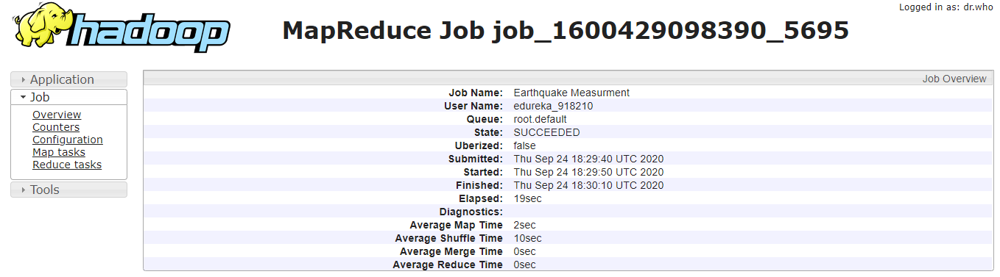 Logged in as: dr.who
hadoop
MapReduce Job job_1600429098390_5695
Application
Job
Overview
Counters
Configuration
Map tasks
Reduce tasks
Tools
Job Overview
Job Name: Earthquake Measurment
User Name: edureka_918210
Queue: root.default
State: SUCCEEDED
Uberized: false
Submitted: Thu Sep 24 18:29:40 UTC 2020
Started: Thu Sep 24 18:29:50 UTC 2020
Finished: Thu Sep 24 18:30:10 UTC 2020
Elapsed: 19sec
Diagnostics:
Average Map Time 2sec
Average Shuffle Time 10sec
Average Merge Time 0sec
Average Reduce Time 0sec